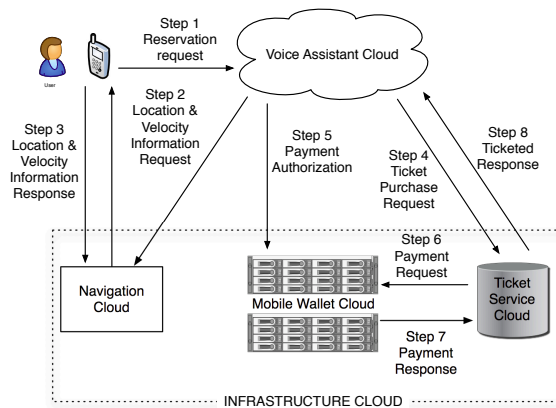 Step 1
Reservation
request
Voice Assistant Cloud
User
Step 2
Location &
Velocity
Information
Request
Step 3
Location &
Velocity
Information
Response
Step 5
Payment
Authorization
Step 4
Ticket
Purchase
Request
Step 8
Ticketed
Response
Step 6
Payment
Request
Navigation
Cloud
Mobile Wallet Cloud
Ticket
Service
Cloud
Step 7
Payment
Response
INFRASTRUCTURE CLOUD